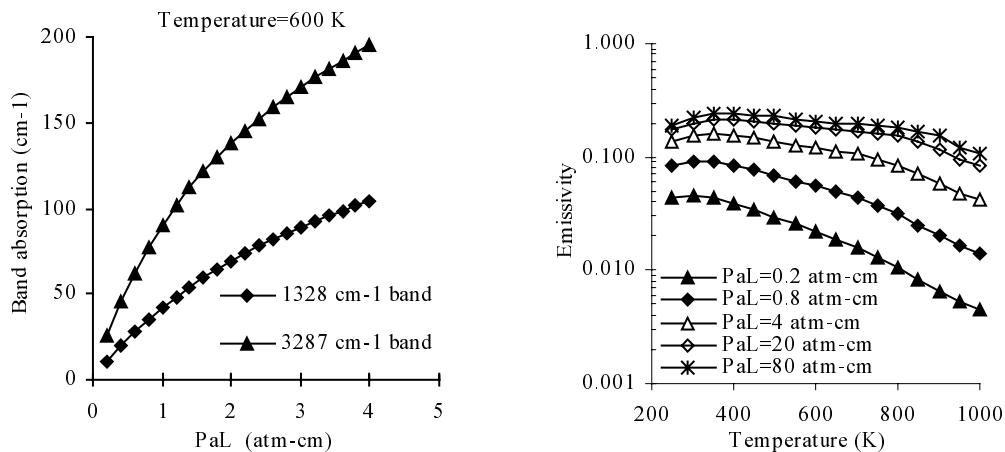 Temperature=600 K
200
150
100
50
0
Band absorption (cm-1)
1328 cm-1 band
3287 cm-1 band
0 1 2 3 4 5
PaL (atm-cm)
1.000
0.100
0.010
0.001
Emissivity
PaL=0.2 atm-cm
PaL=0.8 atm-cm
PaL=4 atm-cm
PaL=20 atm-cm
PaL=80 atm-cm
200 400 600 800 1000
Temperature (K)